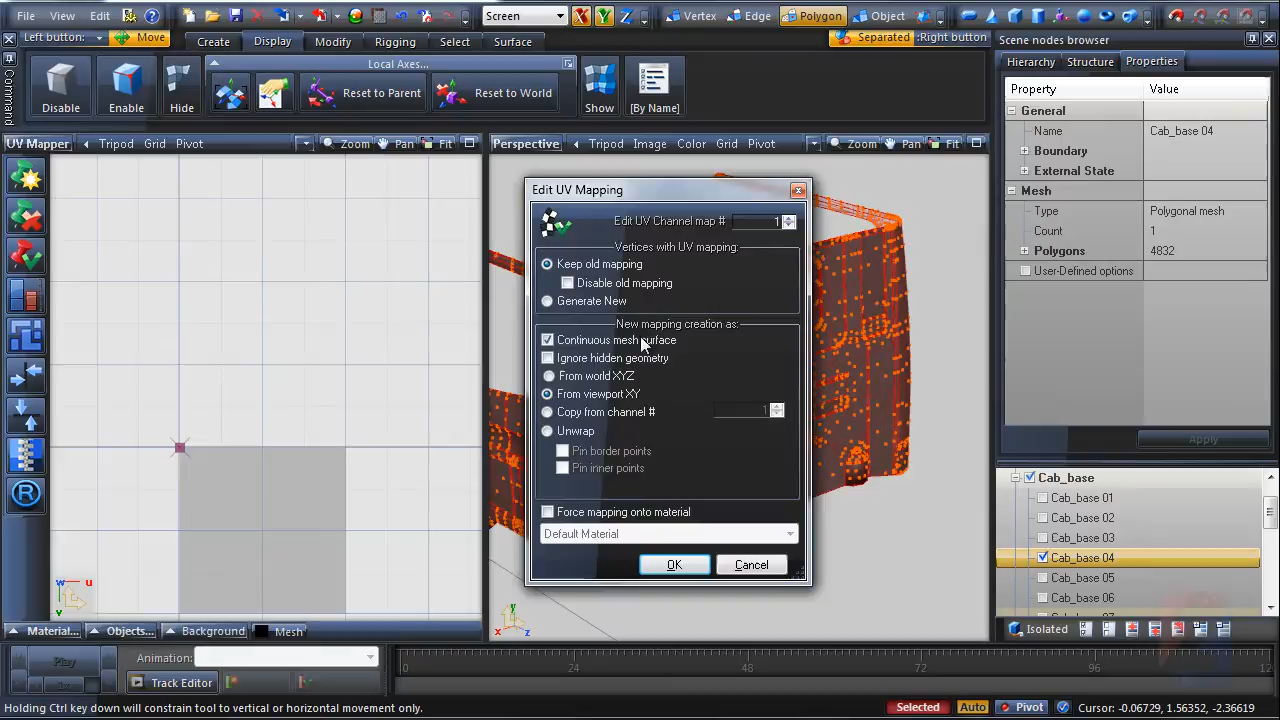 File View Edit Screen X Y Z Vertex Edge Polygon Object
Left button: Move Separated :Right button
Create Display Modify Rigging Select Surface
Scene nodes browser
Hierarchy Structure Properties
Command
Local Axes...
Disable Enable Hide Reset to Parent Reset to World Show [By Name]
Property Value
General
Name Cab_base 04
Boundary
External State
Mesh
Type Polygonal mesh
Count 1
Polygons 4832
User-Defined options
Apply
UV Mapper Tripod Grid Pivot Zoom Pan Fit
Perspective Tripod Image Color Grid Pivot Zoom Pan Fit
Edit UV Mapping
Edit UV Channel map # 1
Vertices with UV mapping:
Keep old mapping
Disable old mapping
Generate New
New mapping creation as:
Continuous mesh surface
Ignore hidden geometry
From world XYZ
From viewport XY
Copy from channel # 1
Unwrap
Pin border points
Pin inner points
Force mapping onto material
Default Material
OK Cancel
w u
v
y
x z
Cab_base
Cab_base 01
Cab_base 02
Cab_base 03
Cab_base 04
Cab_base 05
Cab_base 06
Isolated
Material... Objects... Background Mesh
Play
Animation:
Track Editor
0 24 48 72 96 12
Holding Ctrl key down will constrain tool to vertical or horizontal movement only.
Selected Auto Pivot Cursor: -0.06729, 1.56352, -2.36619